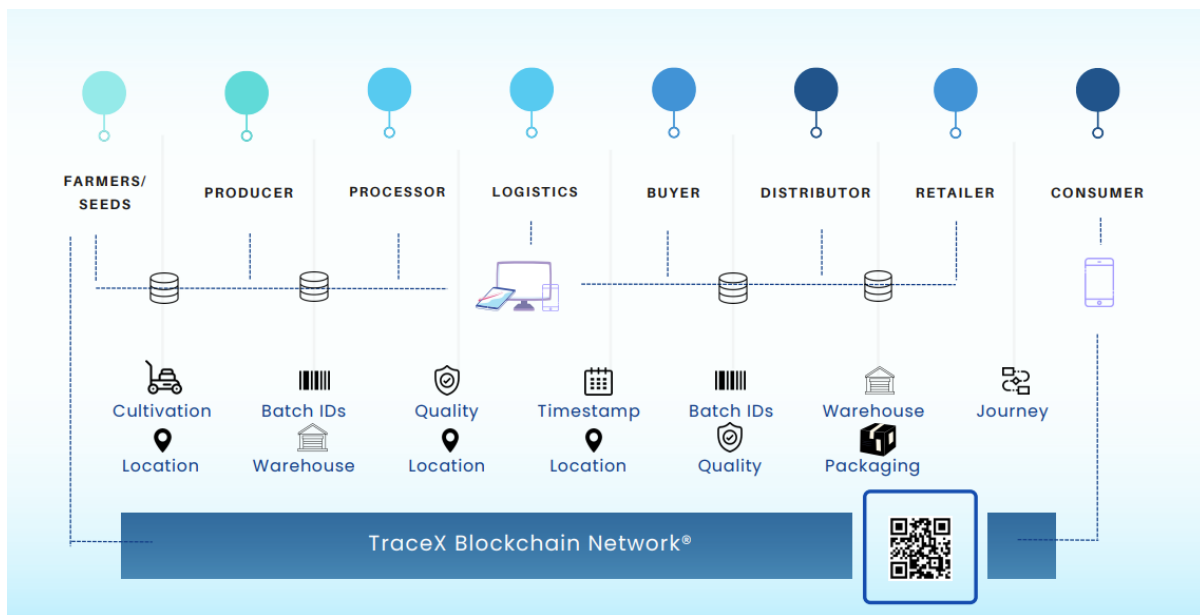 FARMERS/
SEEDS
PRODUCER
PROCESSOR
LOGISTICS
BUYER
DISTRIBUTOR
RETAILER
CONSUMER
Cultivation
Batch IDs
Quality
Timestamp
Batch IDs
Warehouse
Journey
Location
Warehouse
Location
Location
Quality
Packaging
TraceX Blockchain Network®